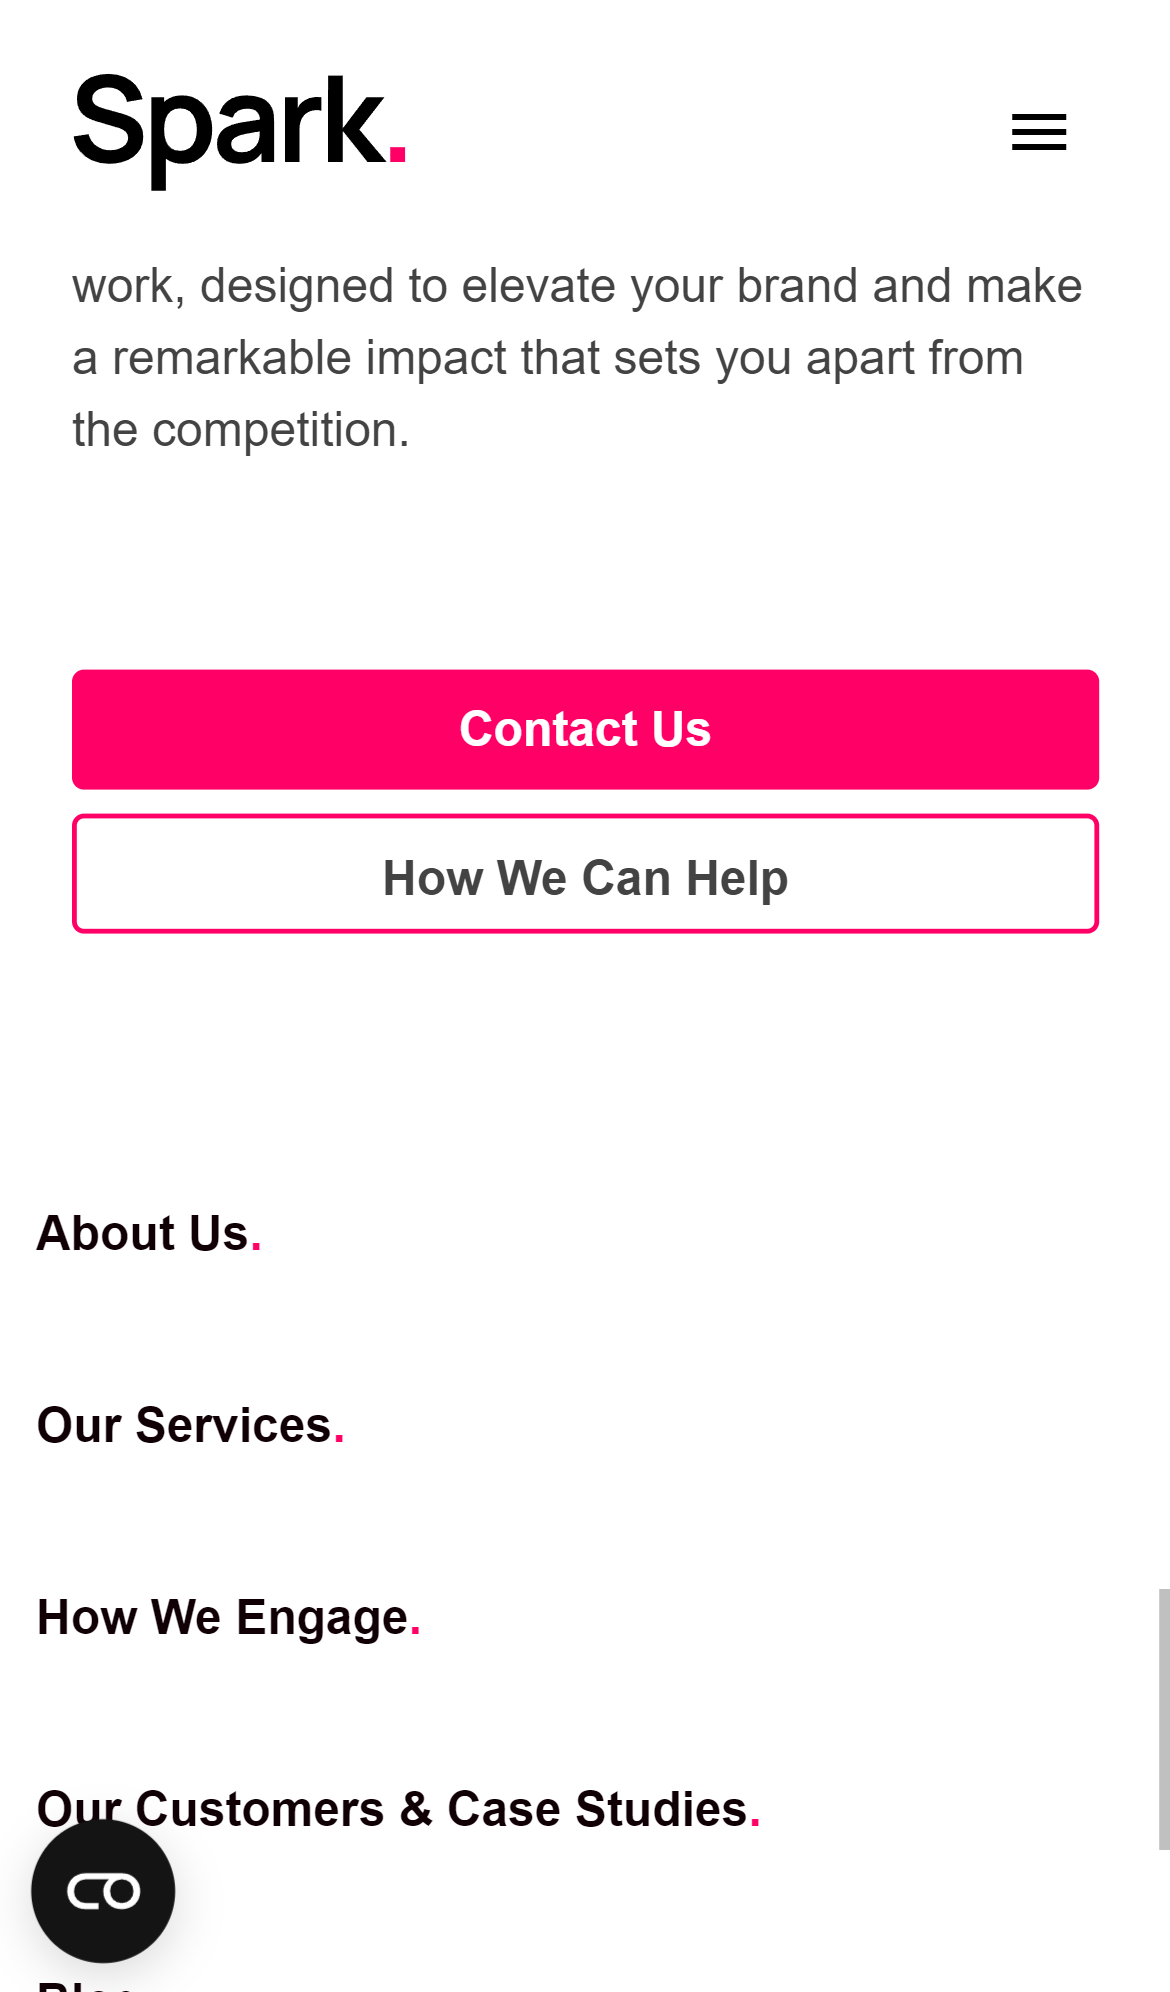 Spark.
work, designed to elevate your brand and make
a remarkable impact that sets you apart from
the competition.
Contact Us
How We Can Help
About Us.
Our Services.
How We Engage.
Our Customers & Case Studies.